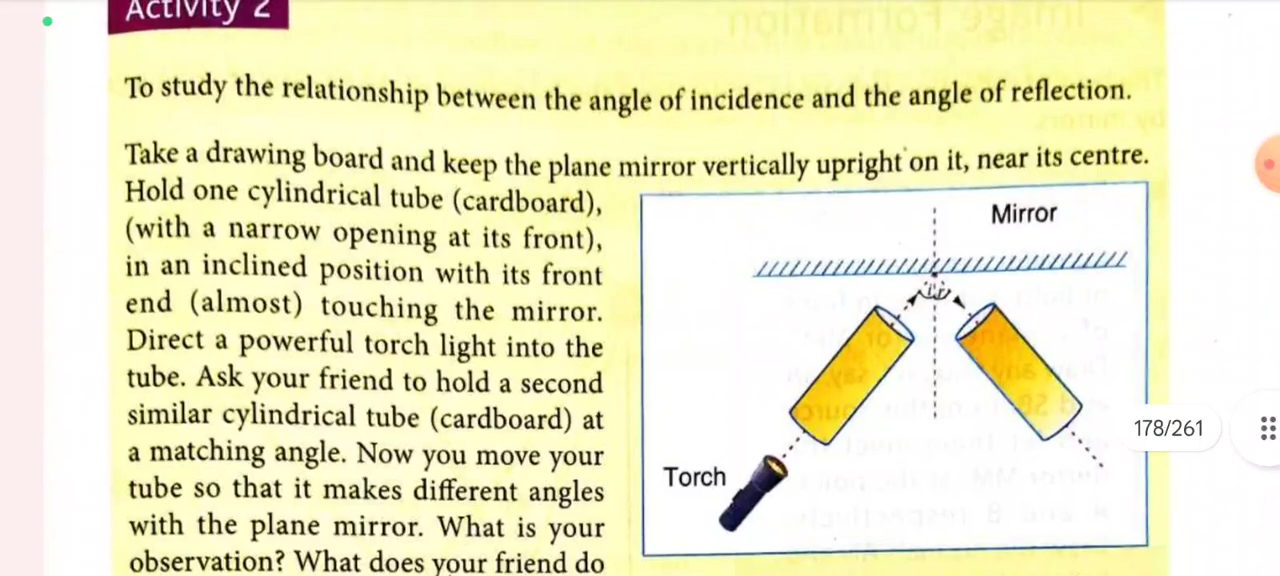 Activity 2
To study the relationship between the angle of incidence and the angle of reflection.
Take a drawing board and keep the plane mirror vertically upright on it, near its centre.
Hold one cylindrical tube (cardboard),
(with a narrow opening at its front),
in an inclined position with its front
end (almost) touching the mirror.
Direct a powerful torch light into the
tube. Ask your friend to hold a second
similar cylindrical tube (cardboard) at
a matching angle. Now you move your
tube so that it makes different angles
with the plane mirror. What is your
observation? What does your friend do
Mirror
i r
Torch
178/261